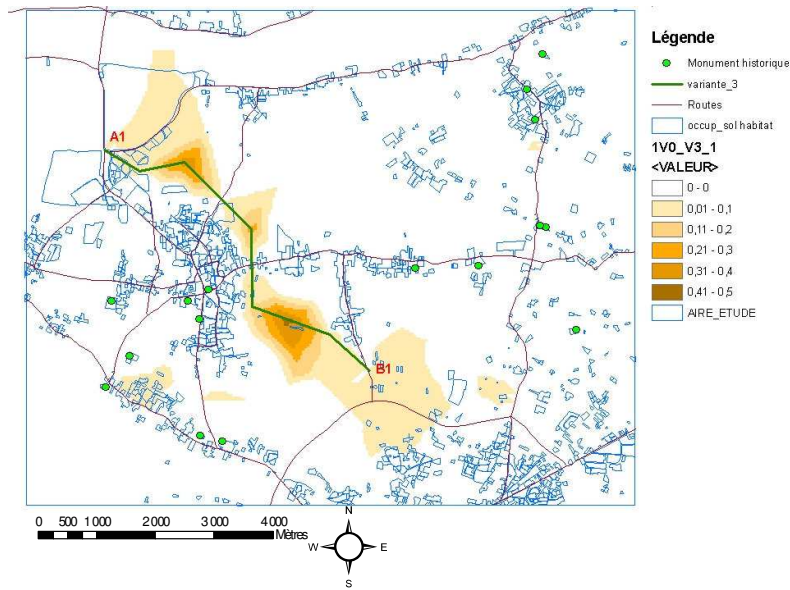 Légende
Monument historique
variante_3
Routes
occup_sol habitat
1V0_V3_1
<VALEUR>
0 - 0
0,01 - 0,1
0,11 - 0,2
0,21 - 0,3
0,31 - 0,4
0,41 - 0,5
AIRE_ETUDE
A1
B1
0 500 1 000 2 000 3 000 4 000
Mètres
N
W E
S